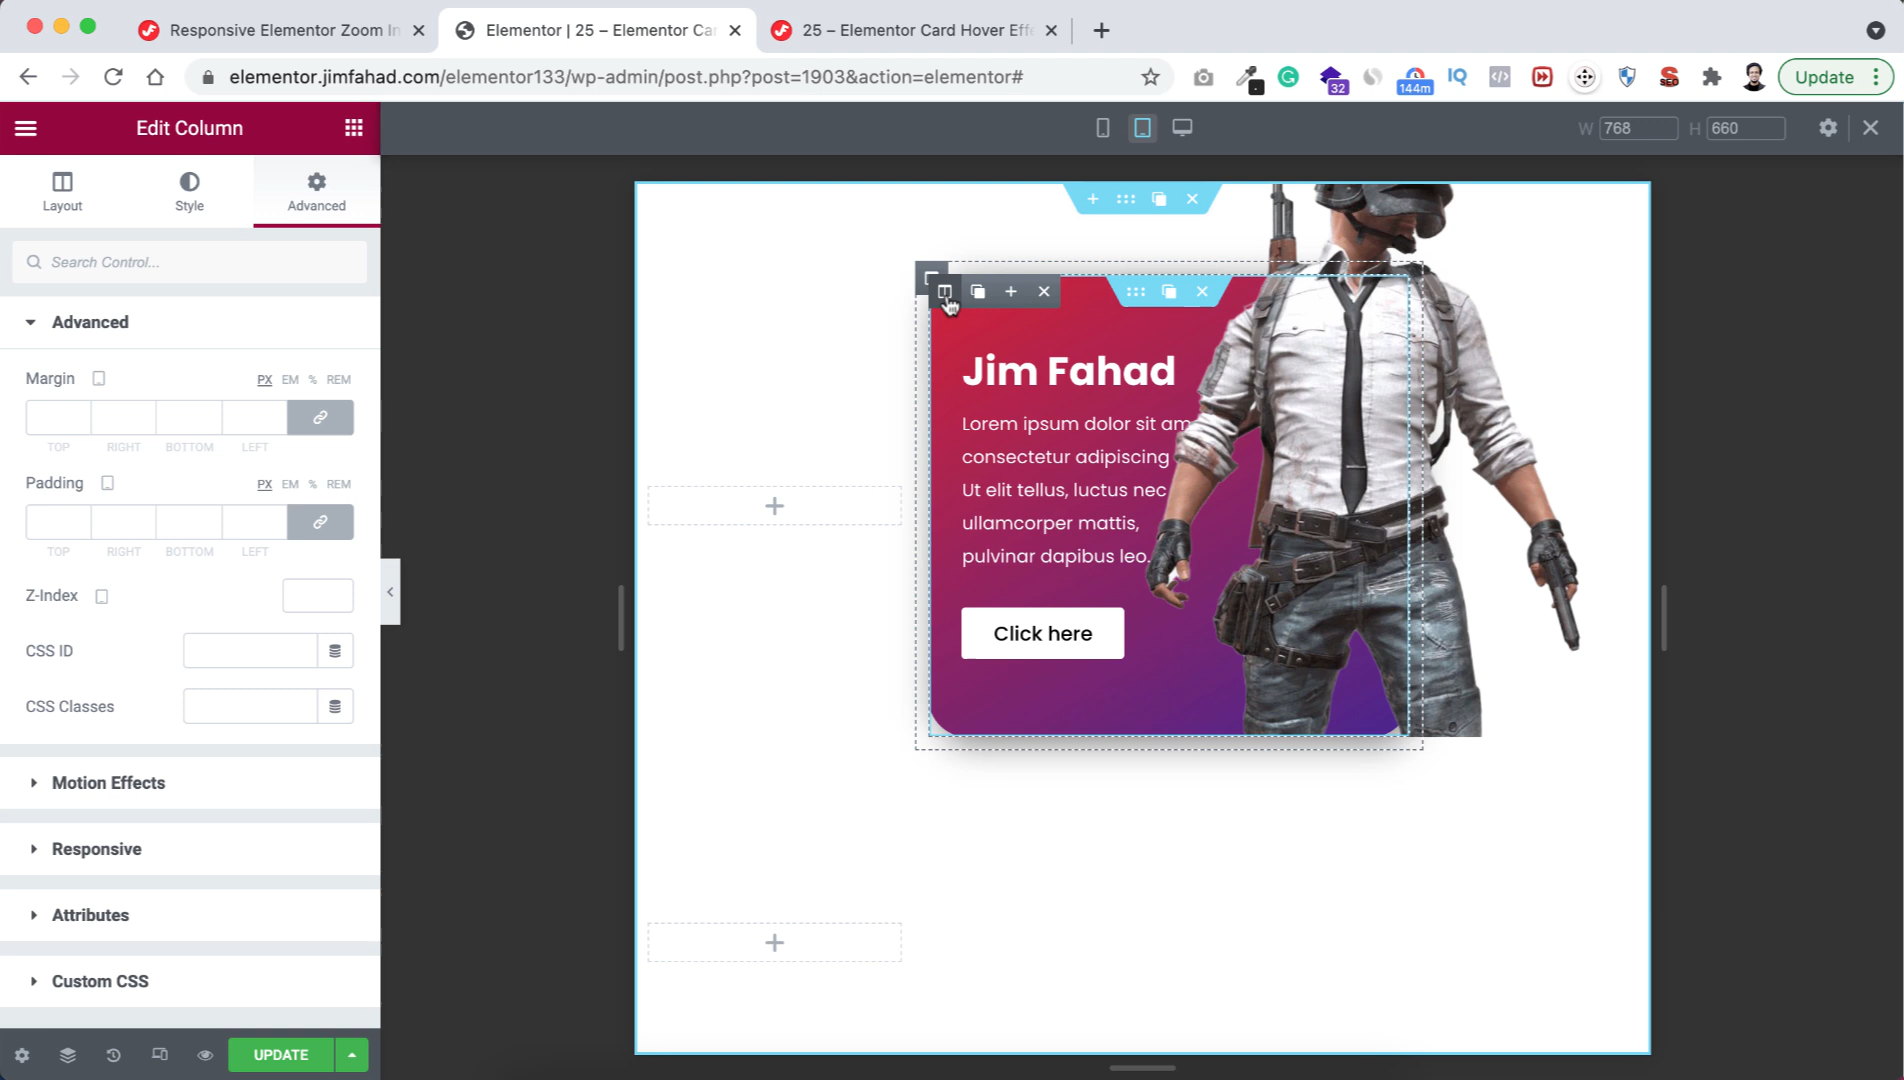 Responsive Elementor Zoom In
Elementor | 25 – Elementor Car
25 – Elementor Card Hover Effe
elementor.jimfahad.com/elementor133/wp-admin/post.php?post=1903&action=elementor#
32
144m
IQ
SEO
Update
Edit Column
W 768 H 660
Layout
Style
Advanced
Search Control...
Advanced
Margin PX EM % REM
TOP RIGHT BOTTOM LEFT
Padding PX EM % REM
TOP RIGHT BOTTOM LEFT
Z-Index
CSS ID
CSS Classes
Motion Effects
Responsive
Attributes
Custom CSS
UPDATE
Jim Fahad
Lorem ipsum dolor sit am
consectetur adipiscing
Ut elit tellus, luctus nec
ullamcorper mattis,
pulvinar dapibus leo.
Click here